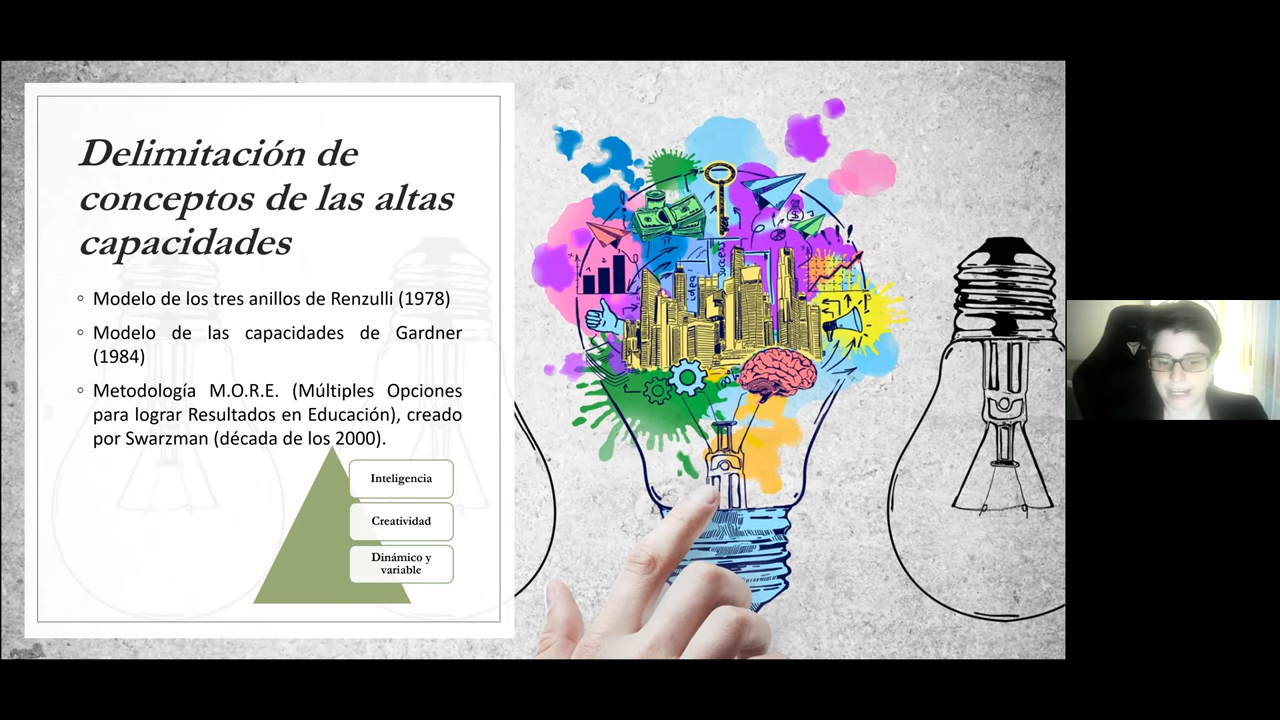 Delimitación de
conceptos de las altas
capacidades
◦ Modelo de los tres anillos de Renzulli (1978)
◦ Modelo de las capacidades de Gardner
(1984)
◦ Metodología M.O.R.E. (Múltiples Opciones
para lograr Resultados en Educación), creado
por Swarzman (década de los 2000).
Inteligencia
Creatividad
Dinámico y
variable
success
idea